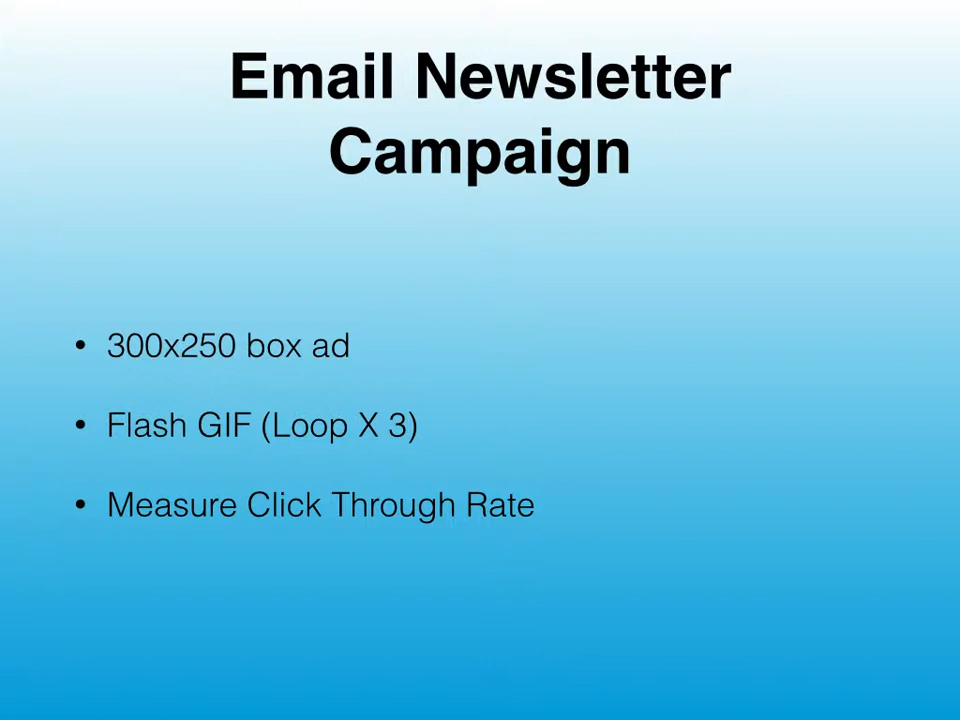 Email Newsletter
Campaign
• 300x250 box ad
• Flash GIF (Loop X 3)
• Measure Click Through Rate